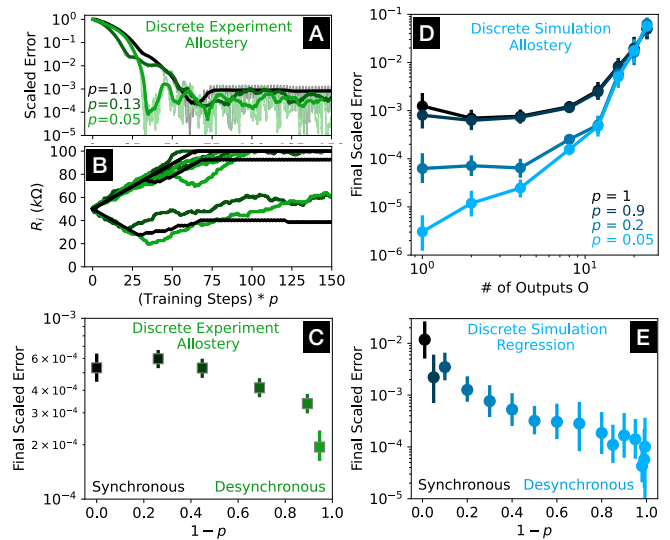 A
Discrete Experiment
Allostery
Scaled Error
10^0
10^-1
10^-2
10^-3
10^-4
10^-5
p=1.0
p=0.13
p=0.05
B
R_i (kΩ)
100
80
60
40
20
0
0 25 50 75 100 125 150
(Training Steps) * p
C
Discrete Experiment
Allostery
Final Scaled Error
10^-3
6 × 10^-4
4 × 10^-4
3 × 10^-4
2 × 10^-4
10^-4
Synchronous Desynchronous
0.0 0.2 0.4 0.6 0.8 1.0
1−p
D
Discrete Simulation
Allostery
Final Scaled Error
10^-1
10^-2
10^-3
10^-4
10^-5
10^-6
p = 1
p = 0.9
p = 0.2
p = 0.05
10^0 10^1
# of Outputs O
E
Discrete Simulation
Regression
Final Scaled Error
10^-2
10^-3
10^-4
10^-5
Synchronous Desynchronous
0.0 0.2 0.4 0.6 0.8 1.0
1−p